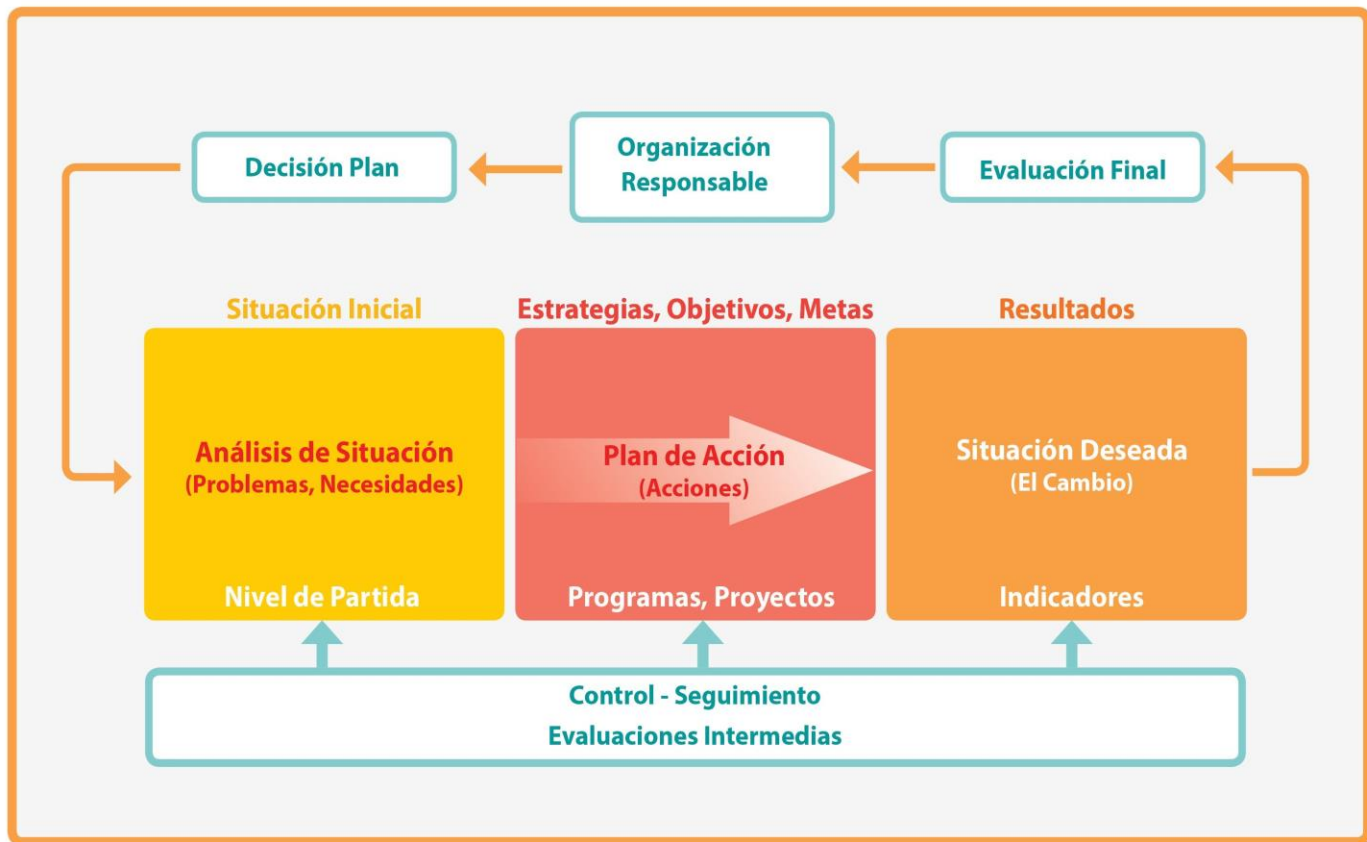 Decisión Plan
Organización
Responsable
Evaluación Final
Situación Inicial
Estrategias, Objetivos, Metas
Resultados
Análisis de Situación
(Problemas, Necesidades)
Plan de Acción
(Acciones)
Situación Deseada
(El Cambio)
Nivel de Partida
Programas, Proyectos
Indicadores
Control - Seguimiento
Evaluaciones Intermedias